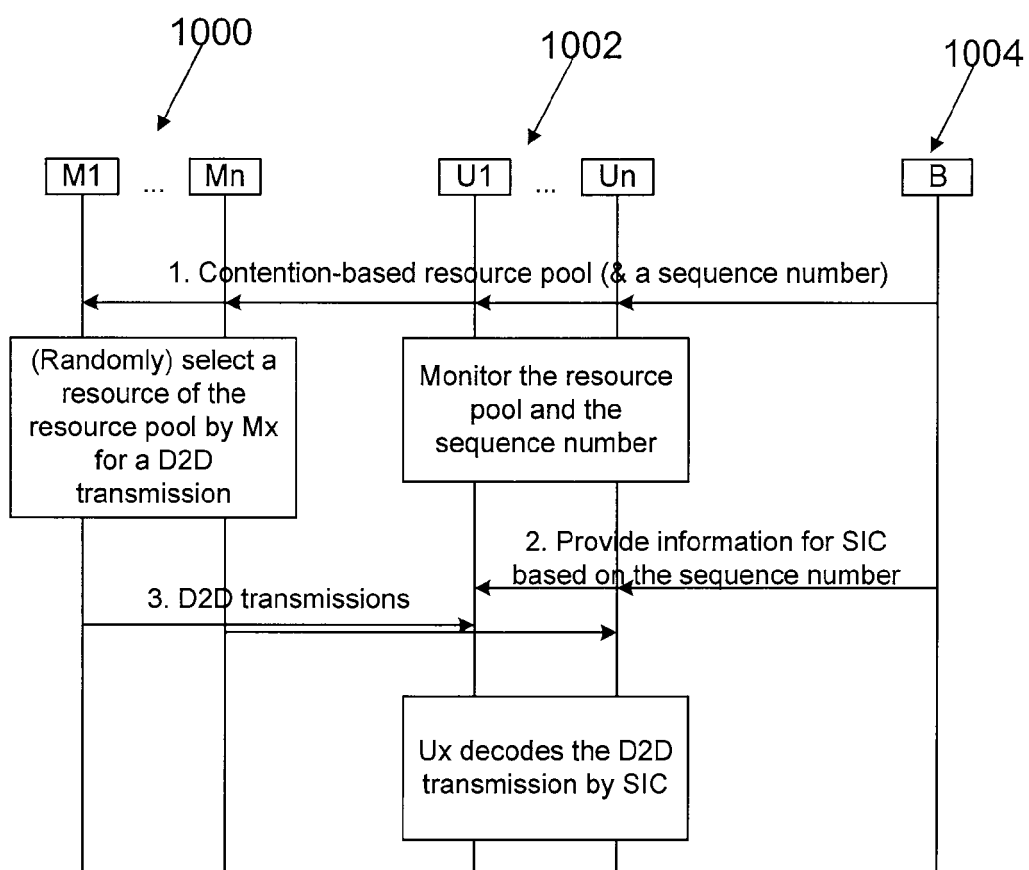 1000
1002
1004
M1 ... Mn
U1 ... Un
B
1. Contention-based resource pool (& a sequence number)
(Randomly) select a
resource of the
resource pool by Mx
for a D2D
transmission
Monitor the resource
pool and the
sequence number
2. Provide information for SIC
based on the sequence number
3. D2D transmissions
Ux decodes the D2D
transmission by SIC